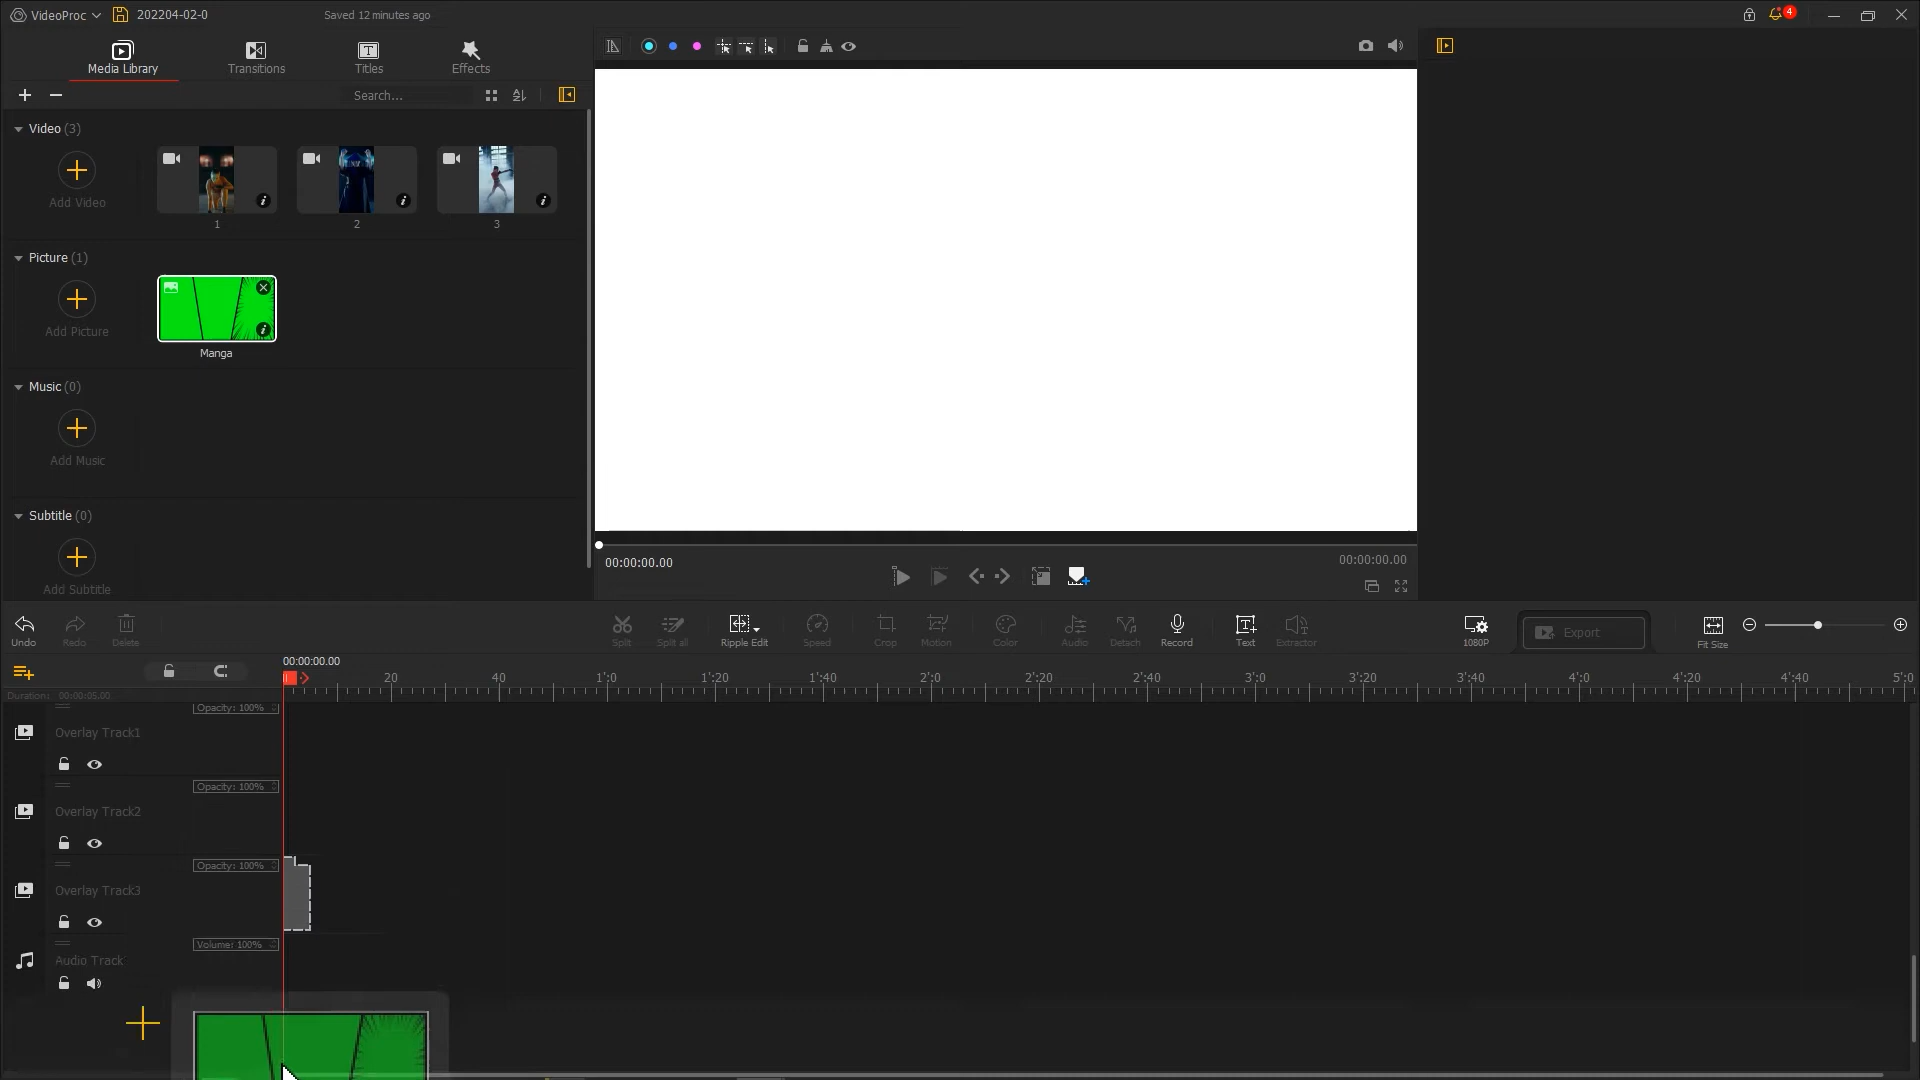 VideoProc
202204-02-0
Saved 12 minutes ago
4
Media Library
Transitions
Titles
Effects
Search...
Video (3)
Add Video
1
2
3
Picture (1)
Add Picture
Manga
Music (0)
Add Music
Subtitle (0)
Add Subtitle
00:00:00.00
00:00:00.00
Undo
Redo
Delete
Split
Split all
Ripple Edit
Speed
Crop
Motion
Color
Audio
Detach
Record
Text
Extractor
1080P
Export
Fit Size
00:00:00.00
20
40
1':0
1':20
1':40
2':0
2':20
2':40
3':0
3':20
3':40
4':0
4':20
4':40
5':0
Duration: 00:00:05.00
Opacity: 100%
Overlay Track1
Opacity: 100%
Overlay Track2
Opacity: 100%
Overlay Track3
Volume: 100%
Audio Track